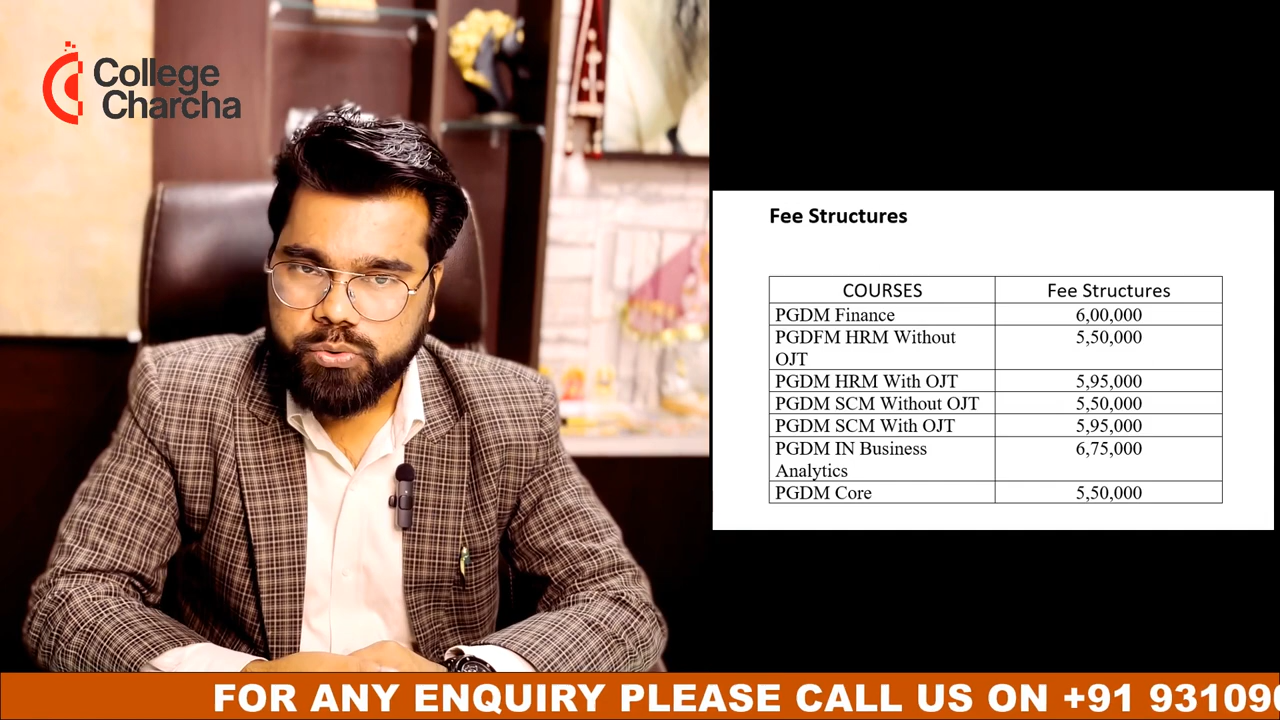 College
Charcha
Fee Structures
COURSES Fee Structures
PGDM Finance 6,00,000
PGDFM HRM Without 5,50,000
OJT
PGDM HRM With OJT 5,95,000
PGDM SCM Without OJT 5,50,000
PGDM SCM With OJT 5,95,000
PGDM IN Business 6,75,000
Analytics
PGDM Core 5,50,000
FOR ANY ENQUIRY PLEASE CALL US ON +91 93109